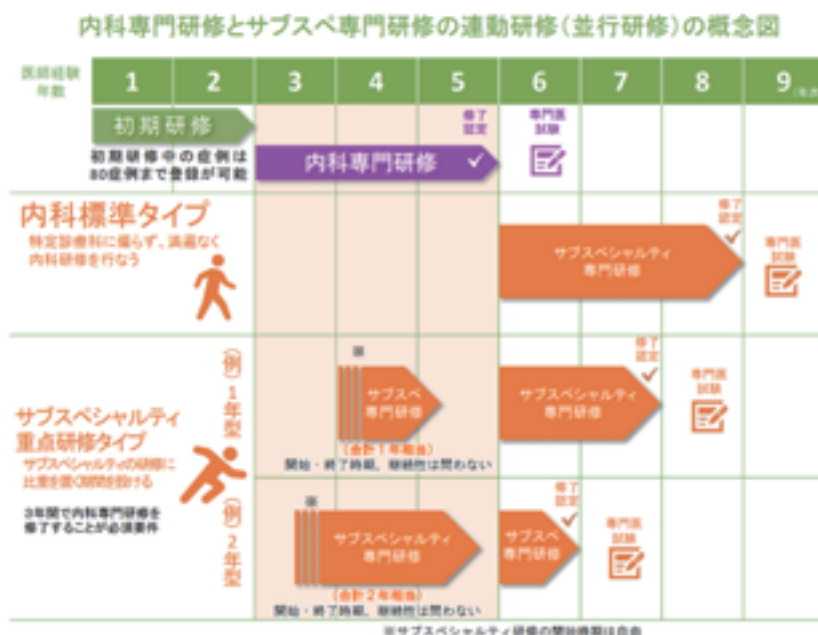 内科専門研修とサブスペ専門研修の連動研修(並行研修)の概念図
医師経験
年数
1 2 3 4 5 6 7 8 9
初期研修
初期研修中の症例は
80症例まで登録が可能
内科専門研修
修了
認定
専門医
試験
内科標準タイプ
特定診療科に偏らず、満遍なく
内科研修を行なう
サブスペシャルティ
専門研修
修了
認定
専門医
試験
サブスペシャルティ
重点研修タイプ
サブスペシャルティの研修に
比重を置く期間を設ける
3年間で内科専門研修を
修了することが必須要件
(例)1年型
※
サブスペ
専門研修
(合計1年相当)
開始・終了時期、継続性は問わない
サブスペシャルティ
専門研修
修了
認定
専門医
試験
(例)2年型
※
サブスペシャルティ
専門研修
(合計2年相当)
開始・終了時期、継続性は問わない
サブスペ
専門研修
修了
認定
専門医
試験
※サブスペシャルティ研修の開始時期は自由